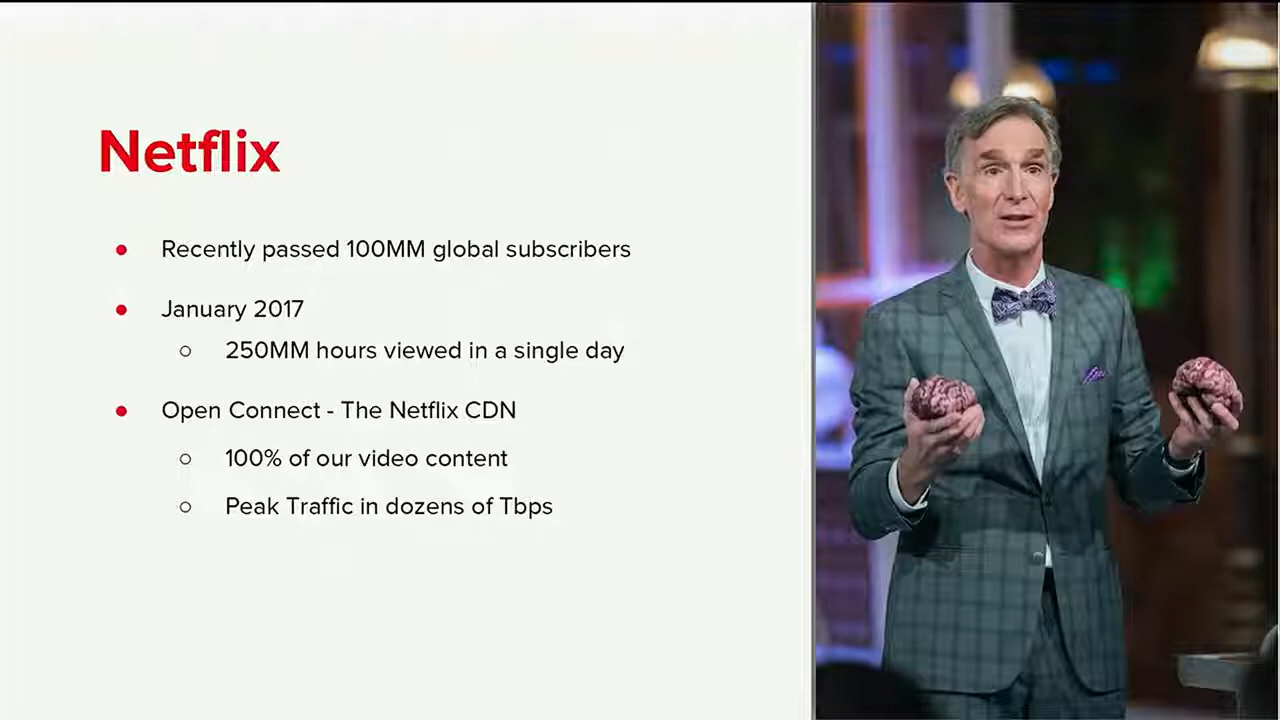 Netflix
● Recently passed 100MM global subscribers
● January 2017
○ 250MM hours viewed in a single day
● Open Connect - The Netflix CDN
○ 100% of our video content
○ Peak Traffic in dozens of Tbps